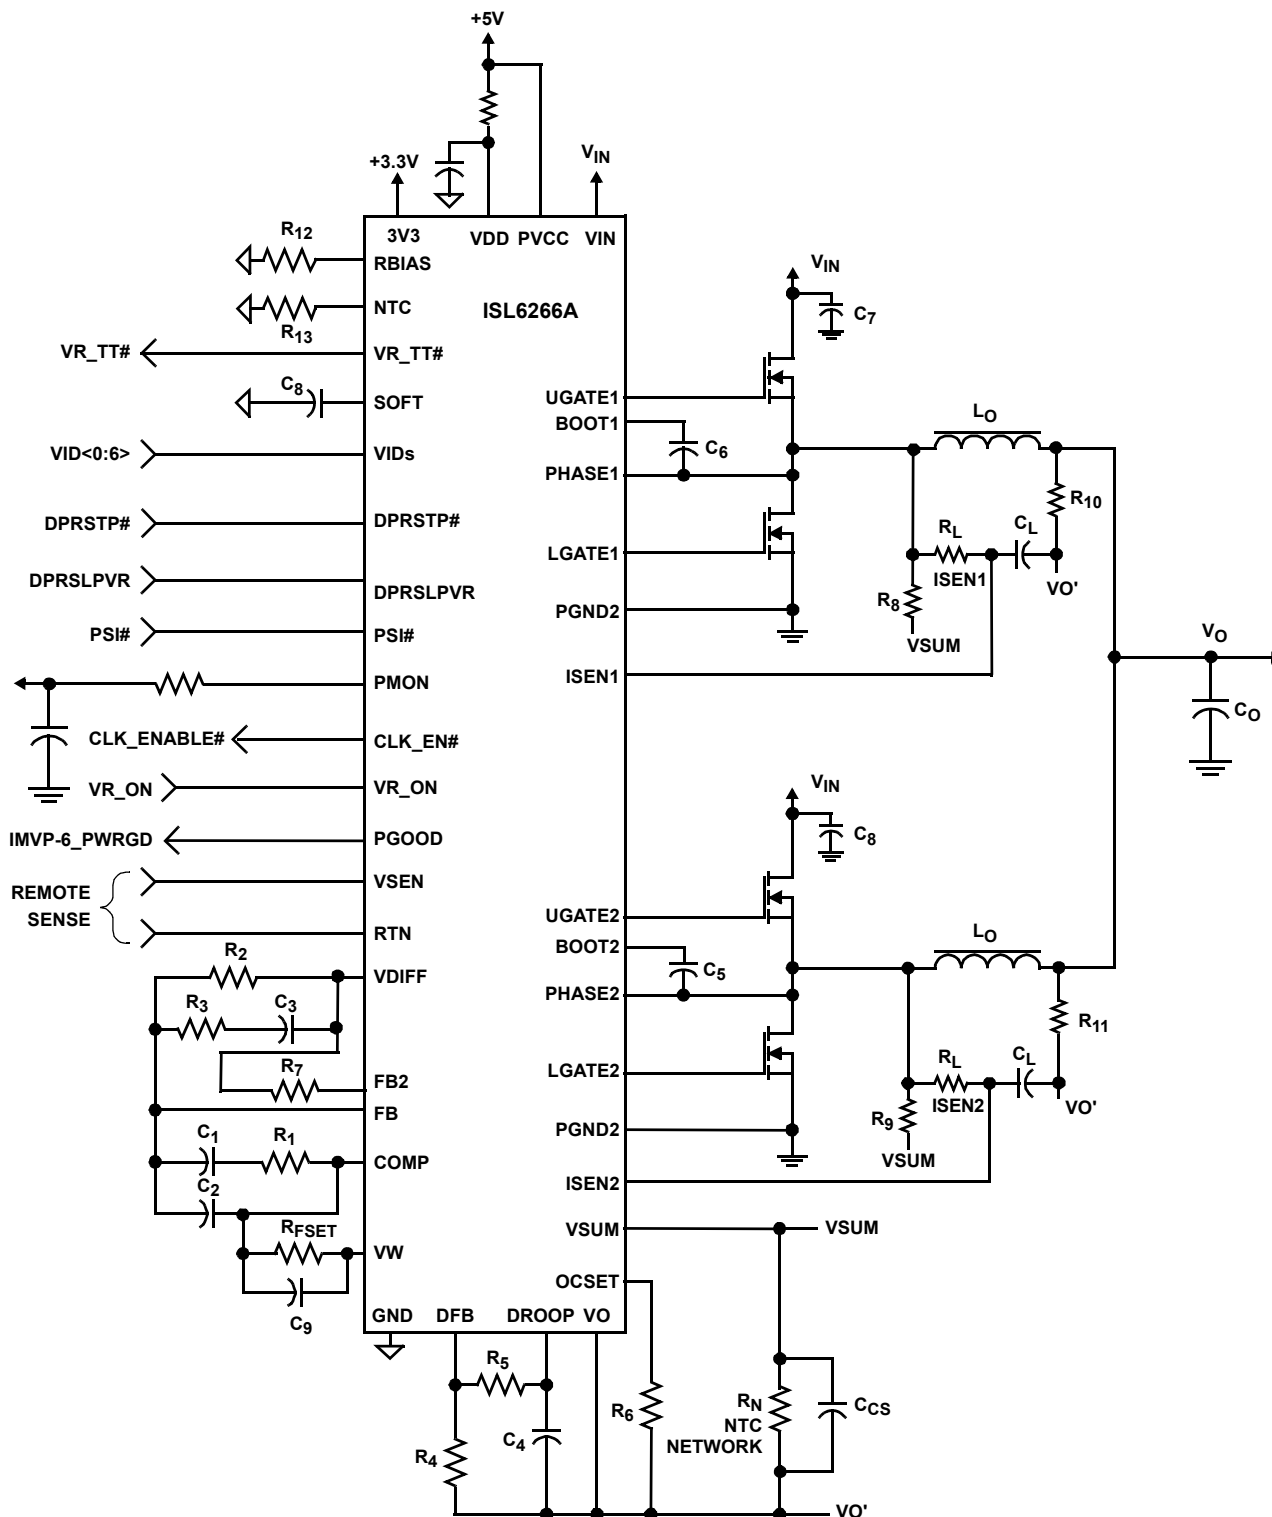 +5V
+3.3V
V_IN
3V3 VDD PVCC VIN
ISL6266A
R12
RBIAS
NTC
R13
VR_TT# VR_TT#
C8
SOFT
VID<0:6> VIDs
DPRSTP# DPRSTP#
DPRSLPVR DPRSLPVR
PSI# PSI#
PMON
CLK_ENABLE# CLK_EN#
VR_ON VR_ON
IMVP-6_PWRGD PGOOD
REMOTE
SENSE
VSEN
RTN
R2
VDIFF
R3 C3
R7
FB2
FB
C1 R1
COMP
C2
RFSET
VW
C9
GND DFB DROOP VO
UGATE1
BOOT1
C6
PHASE1
LGATE1
PGND2
ISEN1
VIN
C7
LO
R10
RL CL
ISEN1
VO'
R8
VSUM
VO
CO
UGATE2
BOOT2
C5
PHASE2
LGATE2
PGND2
ISEN2
VIN
C8
LO
R11
RL CL
ISEN2
VO'
R9
VSUM
VSUM VSUM
OCSET
R5
R4
C4
R6
RN
NTC
NETWORK
CCS
VO'